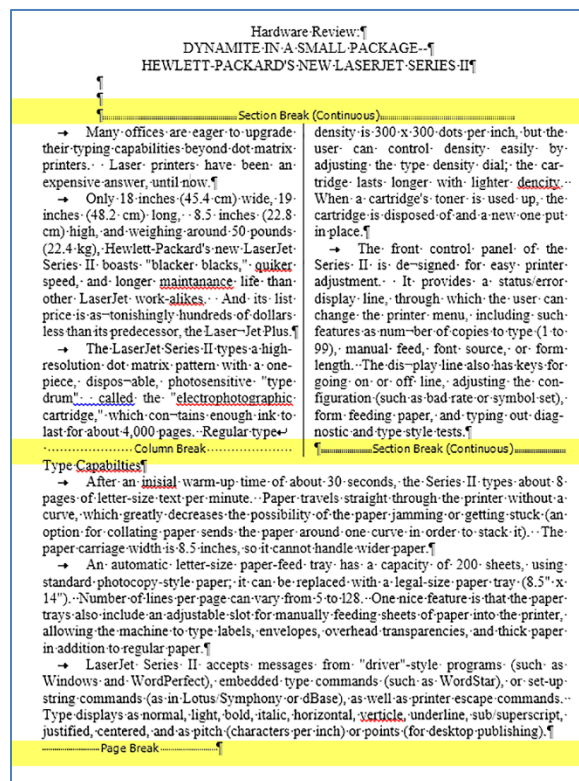 Hardware·Review:¶
DYNAMITE·IN·A·SMALL·PACKAGE--¶
HEWLETT-PACKARD'S·NEW·LASERJET·SERIES·II¶
¶
¶
¶ Section Break (Continuous)
→ Many·offices·are·eager·to·upgrade·
their·typing·capabilities·beyond·dot·matrix·
printers.· · Laser· printers· have· been· an·
expensive·answer,·until·now.¶
→ Only·18·inches·(45.4·cm)·wide,·19·
inches· (48.2· cm)· long,· · 8.5· inches· (22.8·
cm)·high,·and·weighing·around·50·pounds·
(22.4·kg),·Hewlett-Packard's·new·LaserJet·
Series· II· boasts· "blacker· blacks,"· quiker·
speed,· and· longer· maintanance· life· than·
other· LaserJet· work-alikes.· · And· its· list·
price·is·as¬tonishingly·hundreds·of·dollars·
less·than·its·predecessor,·the·Laser¬Jet·Plus.¶
→ The·LaserJet·Series·II·types·a·high-
resolution· dot· matrix· pattern· with· a· one-
piece,· dispos¬able,· photosensitive· "type·
drum"· · called· the· "electrophotographic·
cartridge,"·which·con¬tains·enough·ink·to·
last·for·about·4,000·pages.··Regular·type↵
Column Break
density·is·300·x·300·dots·per·inch,·but·the·
user· can· control· density· easily· by·
adjusting· the· type· density· dial;· the· car-
tridge· lasts· longer· with· lighter· dencity.··
When· a· cartridge's· toner· is· used· up,· the·
cartridge·is·disposed·of·and·a·new·one·put·
in·place.¶
→ The· front· control· panel· of· the·
Series· II· is· de¬signed· for· easy· printer·
adjustment.· · It· provides· a· status/error·
display·line,·through·which·the·user·can·
change·the·printer·menu,·including·such·
features·as·num¬ber·of·copies·to·type·(1·to·
99),· manual· feed,· font· source,· or· form·
length.··The·dis¬play·line·also·has·keys·for·
going· on· or· off· line,· adjusting· the· con-
figuration·(such·as·bad·rate·or·symbol·set),·
form·feeding·paper,·and·typing·out·diag-
nostic·and·type·style·tests.¶
¶ Section Break (Continuous)
Type·Capabilties¶
→ After·an·inisial·warm-up·time·of·about·30·seconds,·the·Series·II·types·about·8·
pages·of·letter-size·text·per·minute.··Paper·travels·straight·through·the·printer·without·a·
curve,·which·greatly·decreases·the·possibility·of·the·paper·jamming·or·getting·stuck·(an·
option·for·collating·paper·sends·the·paper·around·one·curve·in·order·to·stack·it).··The·
paper·carriage·width·is·8.5·inches,·so·it·cannot·handle·wider·paper.¶
→ An· automatic· letter-size· paper-feed· tray· has· a· capacity· of· 200· sheets,· using·
standard·photocopy-style·paper;·it·can·be·replaced·with·a·legal-size·paper·tray·(8.5"·x·
14").··Number·of·lines·per·page·can·vary·from·5·to·128.··One·nice·feature·is·that·the·paper·
trays·also·include·an·adjustable·slot·for·manually·feeding·sheets·of·paper·into·the·printer,·
allowing·the·machine·to·type·labels,·envelopes,·overhead·transparencies,·and·thick·paper·
in·addition·to·regular·paper.¶
→ LaserJet· Series· II· accepts· messages· from· "driver"-style· programs· (such· as·
Windows·and·WordPerfect),·embedded·type·commands·(such·as·WordStar),·or·set-up·
string·commands·(as·in·Lotus/Symphony·or·dBase),·as·well·as·printer·escape·commands.··
Type·displays·as·normal,·light,·bold,·italic,·horizontal,·verticle,·underline,·sub/superscript,·
justified,·centered,·and·as·pitch·(characters·per·inch)·or·points·(for·desktop·publishing).¶
Page Break ¶